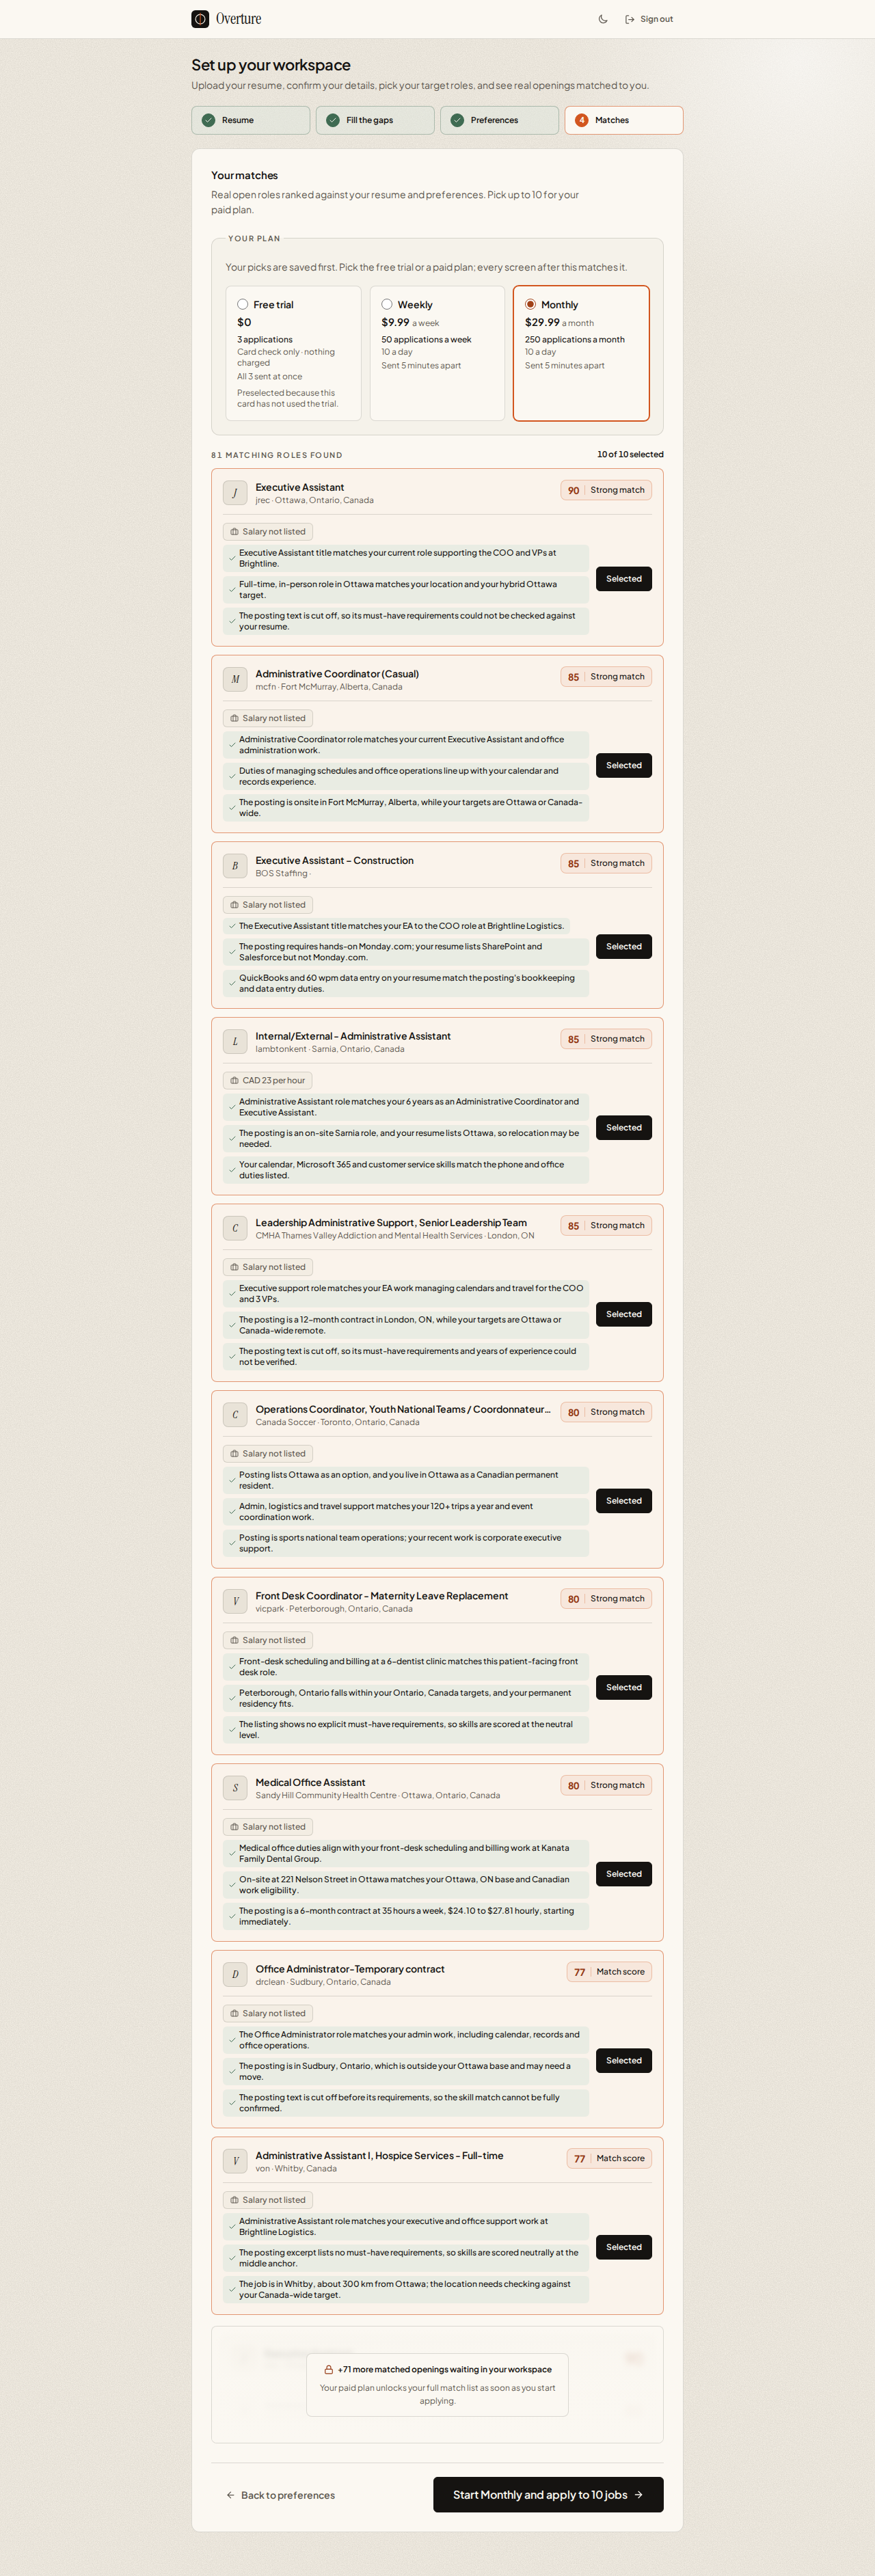 Overture
Sign out
Set up your workspace
Upload your resume, confirm your details, pick your target roles, and see real openings matched to you.
Resume
Fill the gaps
Preferences
4 Matches
Your matches
Real open roles ranked against your resume and preferences. Pick up to 10 for your
paid plan.
YOUR PLAN
Your picks are saved first. Pick the free trial or a paid plan; every screen after this matches it.
Free trial
$0
3 applications
Card check only · nothing
charged
All 3 sent at once
Preselected because this
card has not used the trial.
Weekly
$9.99 a week
50 applications a week
10 a day
Sent 5 minutes apart
Monthly
$29.99 a month
250 applications a month
10 a day
Sent 5 minutes apart
81 MATCHING ROLES FOUND
10 of 10 selected
J
Executive Assistant
jrec · Ottawa, Ontario, Canada
90 Strong match
Salary not listed
Executive Assistant title matches your current role supporting the COO and VPs at
Brightline.
Full-time, in-person role in Ottawa matches your location and your hybrid Ottawa
target.
The posting text is cut off, so its must-have requirements could not be checked against
your resume.
Selected
M
Administrative Coordinator (Casual)
mcfn · Fort McMurray, Alberta, Canada
85 Strong match
Salary not listed
Administrative Coordinator role matches your current Executive Assistant and office
administration work.
Duties of managing schedules and office operations line up with your calendar and
records experience.
The posting is onsite in Fort McMurray, Alberta, while your targets are Ottawa or Canada-
wide.
Selected
B
Executive Assistant – Construction
BOS Staffing ·
85 Strong match
Salary not listed
The Executive Assistant title matches your EA to the COO role at Brightline Logistics.
The posting requires hands-on Monday.com; your resume lists SharePoint and
Salesforce but not Monday.com.
QuickBooks and 60 wpm data entry on your resume match the posting's bookkeeping
and data entry duties.
Selected
L
Internal/External - Administrative Assistant
lambtonkent · Sarnia, Ontario, Canada
85 Strong match
CAD 23 per hour
Administrative Assistant role matches your 6 years as an Administrative Coordinator and
Executive Assistant.
The posting is an on-site Sarnia role, and your resume lists Ottawa, so relocation may be
needed.
Your calendar, Microsoft 365 and customer service skills match the phone and office
duties listed.
Selected
C
Leadership Administrative Support, Senior Leadership Team
CMHA Thames Valley Addiction and Mental Health Services · London, ON
85 Strong match
Salary not listed
Executive support role matches your EA work managing calendars and travel for the COO
and 3 VPs.
The posting is a 12-month contract in London, ON, while your targets are Ottawa or
Canada-wide remote.
The posting text is cut off, so its must-have requirements and years of experience could
not be verified.
Selected
C
Operations Coordinator, Youth National Teams / Coordonnateur...
Canada Soccer · Toronto, Ontario, Canada
80 Strong match
Salary not listed
Posting lists Ottawa as an option, and you live in Ottawa as a Canadian permanent
resident.
Admin, logistics and travel support matches your 120+ trips a year and event
coordination work.
Posting is sports national team operations; your recent work is corporate executive
support.
Selected
V
Front Desk Coordinator - Maternity Leave Replacement
vicpark · Peterborough, Ontario, Canada
80 Strong match
Salary not listed
Front-desk scheduling and billing at a 6-dentist clinic matches this patient-facing front
desk role.
Peterborough, Ontario falls within your Ontario, Canada targets, and your permanent
residency fits.
The listing shows no explicit must-have requirements, so skills are scored at the neutral
level.
Selected
S
Medical Office Assistant
Sandy Hill Community Health Centre · Ottawa, Ontario, Canada
80 Strong match
Salary not listed
Medical office duties align with your front-desk scheduling and billing work at Kanata
Family Dental Group.
On-site at 221 Nelson Street in Ottawa matches your Ottawa, ON base and Canadian
work eligibility.
The posting is a 6-month contract at 35 hours a week, $24.10 to $27.81 hourly, starting
immediately.
Selected
D
Office Administrator-Temporary contract
drclean · Sudbury, Ontario, Canada
77 Match score
Salary not listed
The Office Administrator role matches your admin work, including calendar, records and
office operations.
The posting is in Sudbury, Ontario, which is outside your Ottawa base and may need a
move.
The posting text is cut off before its requirements, so the skill match cannot be fully
confirmed.
Selected
V
Administrative Assistant I, Hospice Services - Full-time
von · Whitby, Canada
77 Match score
Salary not listed
Administrative Assistant role matches your executive and office support work at
Brightline Logistics.
The posting excerpt lists no must-have requirements, so skills are scored neutrally at the
middle anchor.
The job is in Whitby, about 300 km from Ottawa; the location needs checking against
your Canada-wide target.
Selected
+71 more matched openings waiting in your workspace
Your paid plan unlocks your full match list as soon as you start
applying.
Back to preferences
Start Monthly and apply to 10 jobs